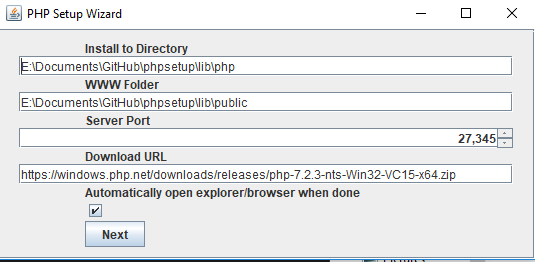 PHP Setup Wizard
Install to Directory
E:\Documents\GitHub\phpsetup\lib\php
WWW Folder
E:\Documents\GitHub\phpsetup\lib\public
Server Port
27,345
Download URL
https://windows.php.net/downloads/releases/php-7.2.3-nts-Win32-VC15-x64.zip
Automatically open explorer/browser when done
Next